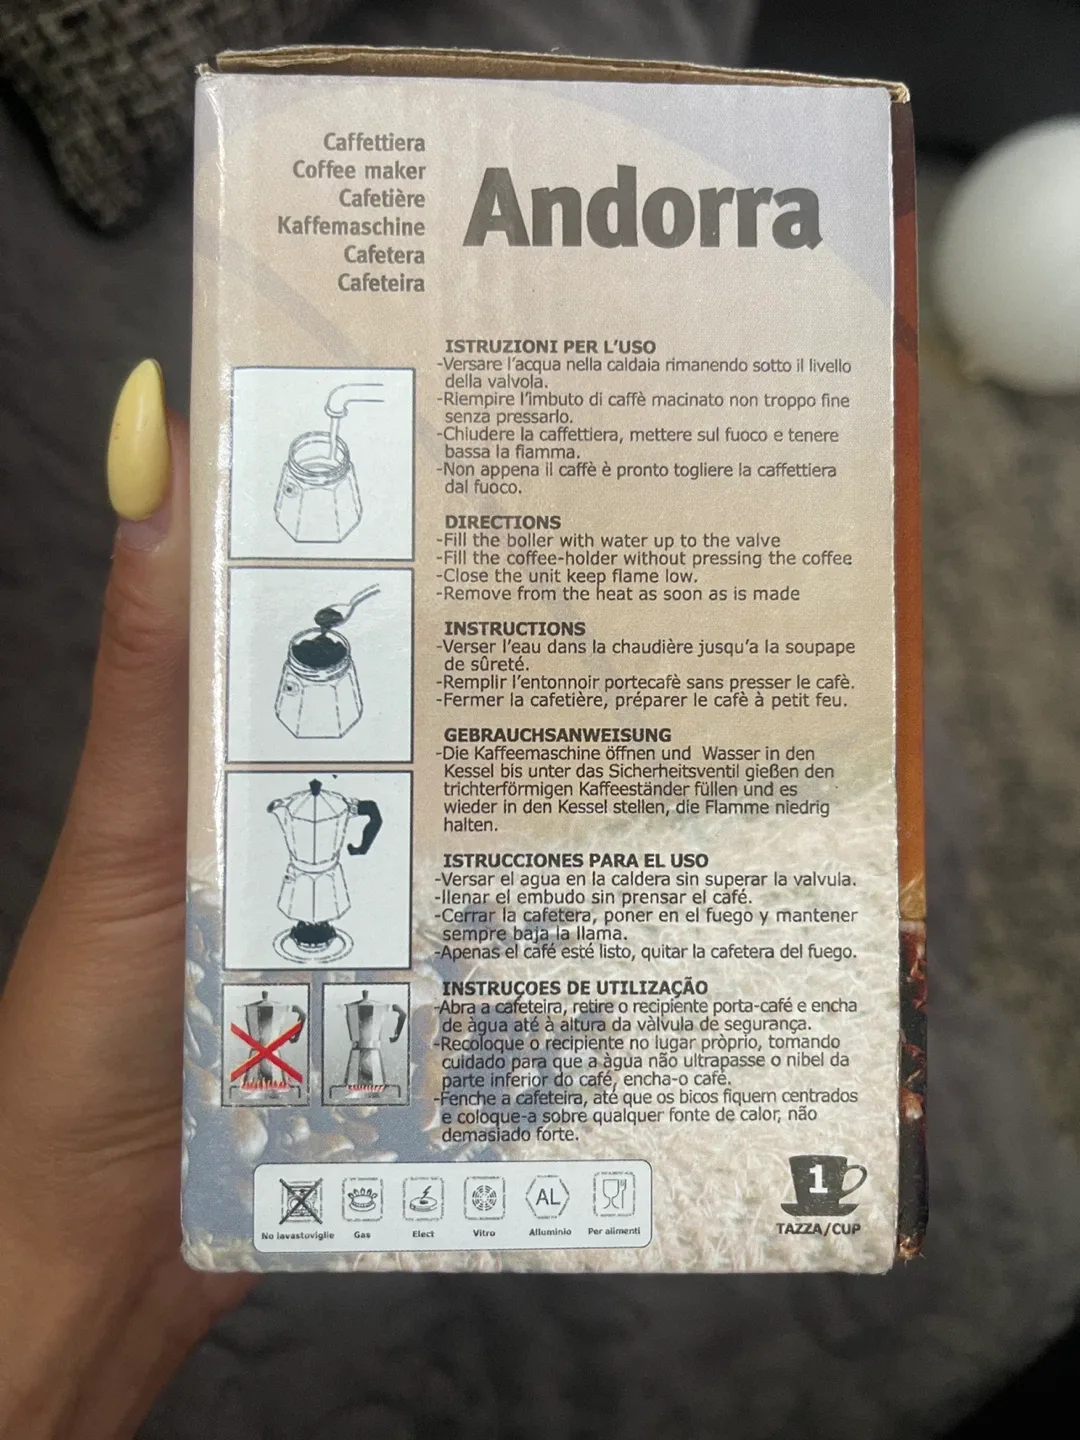 Caffettiera
Coffee maker
Cafetière
Kaffemaschine
Cafetera
Cafeteira
Andorra
ISTRUZIONI PER L'USO
-Versare l'acqua nella caldaia rimanendo sotto il livello
della valvola.
-Riempire l'imbuto di caffè macinato non troppo fine
senza pressarlo.
-Chiudere la caffettiera, mettere sul fuoco e tenere
bassa la fiamma.
-Non appena il caffè è pronto togliere la caffettiera
dal fuoco.
DIRECTIONS
-Fill the boller with water up to the valve
-Fill the coffee-holder without pressing the coffee
-Close the unit keep flame low.
-Remove from the heat as soon as is made
INSTRUCTIONS
-Verser l'eau dans la chaudière jusqu'a la soupape
de sûreté.
-Remplir l'entonnoir portecafè sans presser le cafè.
-Fermer la cafetière, préparer le cafè à petit feu.
GEBRAUCHSANWEISUNG
-Die Kaffeemaschine öffnen und Wasser in den
Kessel bis unter das Sicherheitsventil gießen den
trichterförmigen Kaffeeständer füllen und es
wieder in den Kessel stellen, die Flamme niedrig
halten.
ISTRUCCIONES PARA EL USO
-Versar el agua en la caldera sin superar la valvula.
-llenar el embudo sin prensar el café.
-Cerrar la cafetera, poner en el fuego y mantener
sempre baja la llama.
-Apenas el café esté listo, quitar la cafetera del fuego.
INSTRUÇOES DE UTILIZAÇÃO
-Abra a cafeteira, retire o recipiente porta-café e encha
de àgua até à altura da vàlvula de segurança.
-Recoloque o recipiente no lugar pròprio, tomando
cuidado para que a àgua não ultrapasse o nibel da
parte inferior do café, encha-o cafè.
-Fenche a cafeteira, até que os bicos fiquem centrados
e coloque-a sobre qualquer fonte de calor, não
demasiado forte.
AL
No lavastoviglie Gas Elect Vitro Alluminio Per alimenti
1
TAZZA/CUP